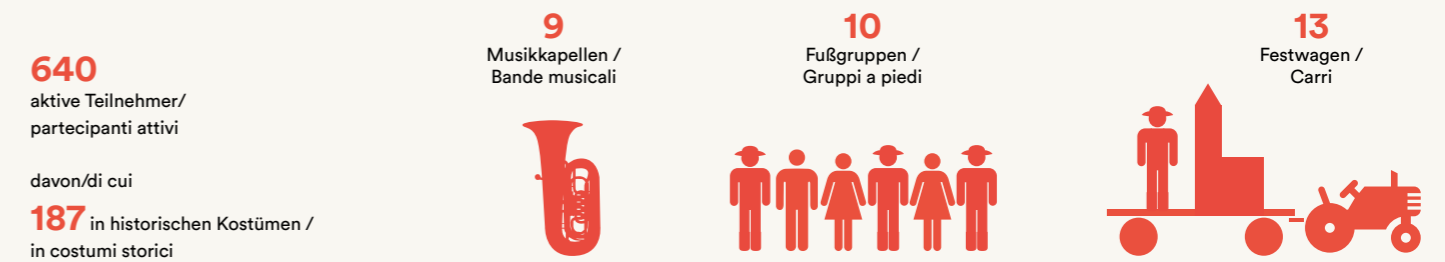 640
aktive Teilnehmer/
partecipanti attivi
davon/di cui
187 in historischen Kostümen /
in costumi storici
9
Musikkapellen /
Bande musicali
10
Fußgruppen /
Gruppi a piedi
13
Festwagen /
Carri